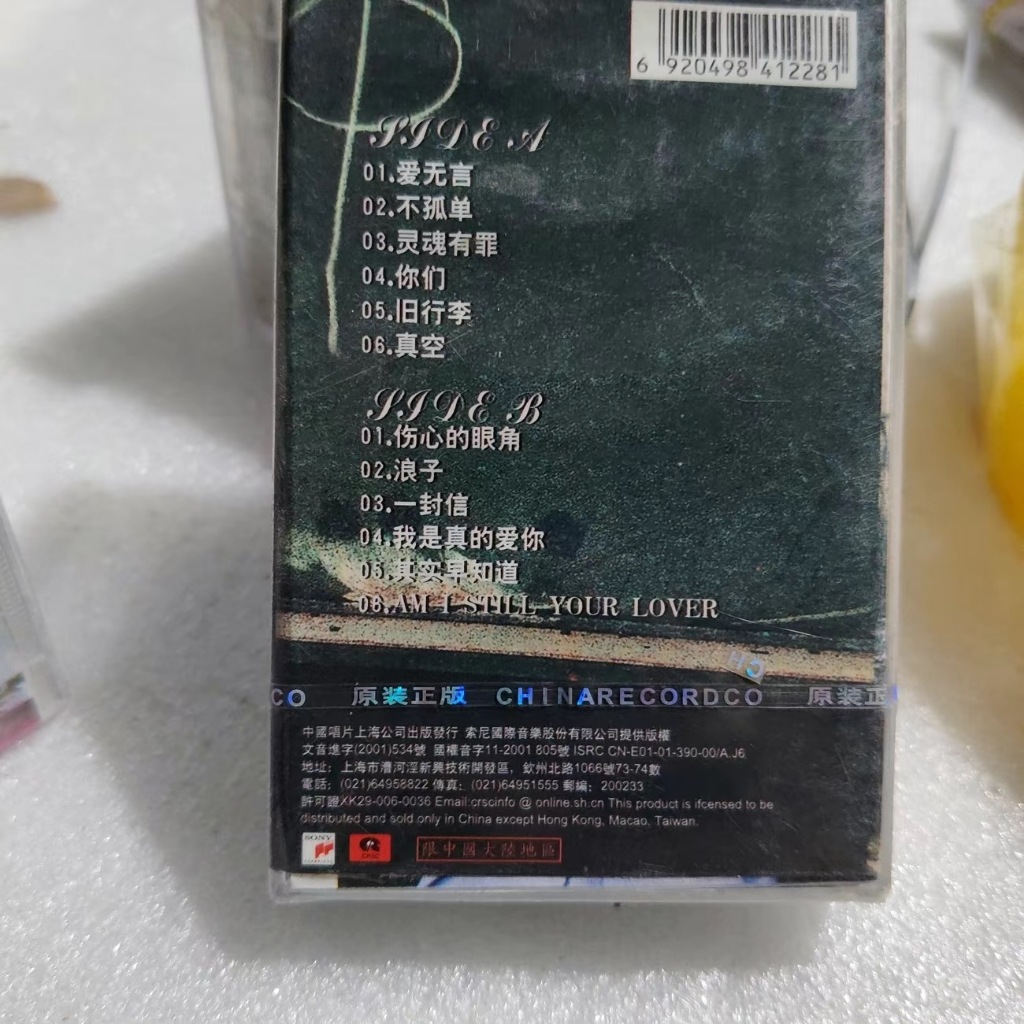 6 920498 412281
SIDE A
01.爱无言
02.不孤单
03.灵魂有罪
04.你们
05.旧行李
06.真空
SIDE B
01.伤心的眼角
02.浪子
03.一封信
04.我是真的爱你
05.其实早知道
06.AM I STILL YOUR LOVER
CO 原装正版 CHINARECORDCO 原装正
中國唱片上海公司出版發行 索尼國際音樂股份有限公司提供版權
文音進字(2001)534號 國權音字11-2001 805號 ISRC CN-E01-01-390-00/A.J6
地址：上海市漕河涇新興技術開發區，欽州北路1066號73-74數
電話：(021)64958822 傳真：(021)64951555 郵編：200233
許可證XK29-006-0036 Email:crscinfo @ online.sh.cn This product is ifcensed to be
distributed and sold only in China except Hong Kong, Macao, Taiwan.
SONY
限中國大陸地區